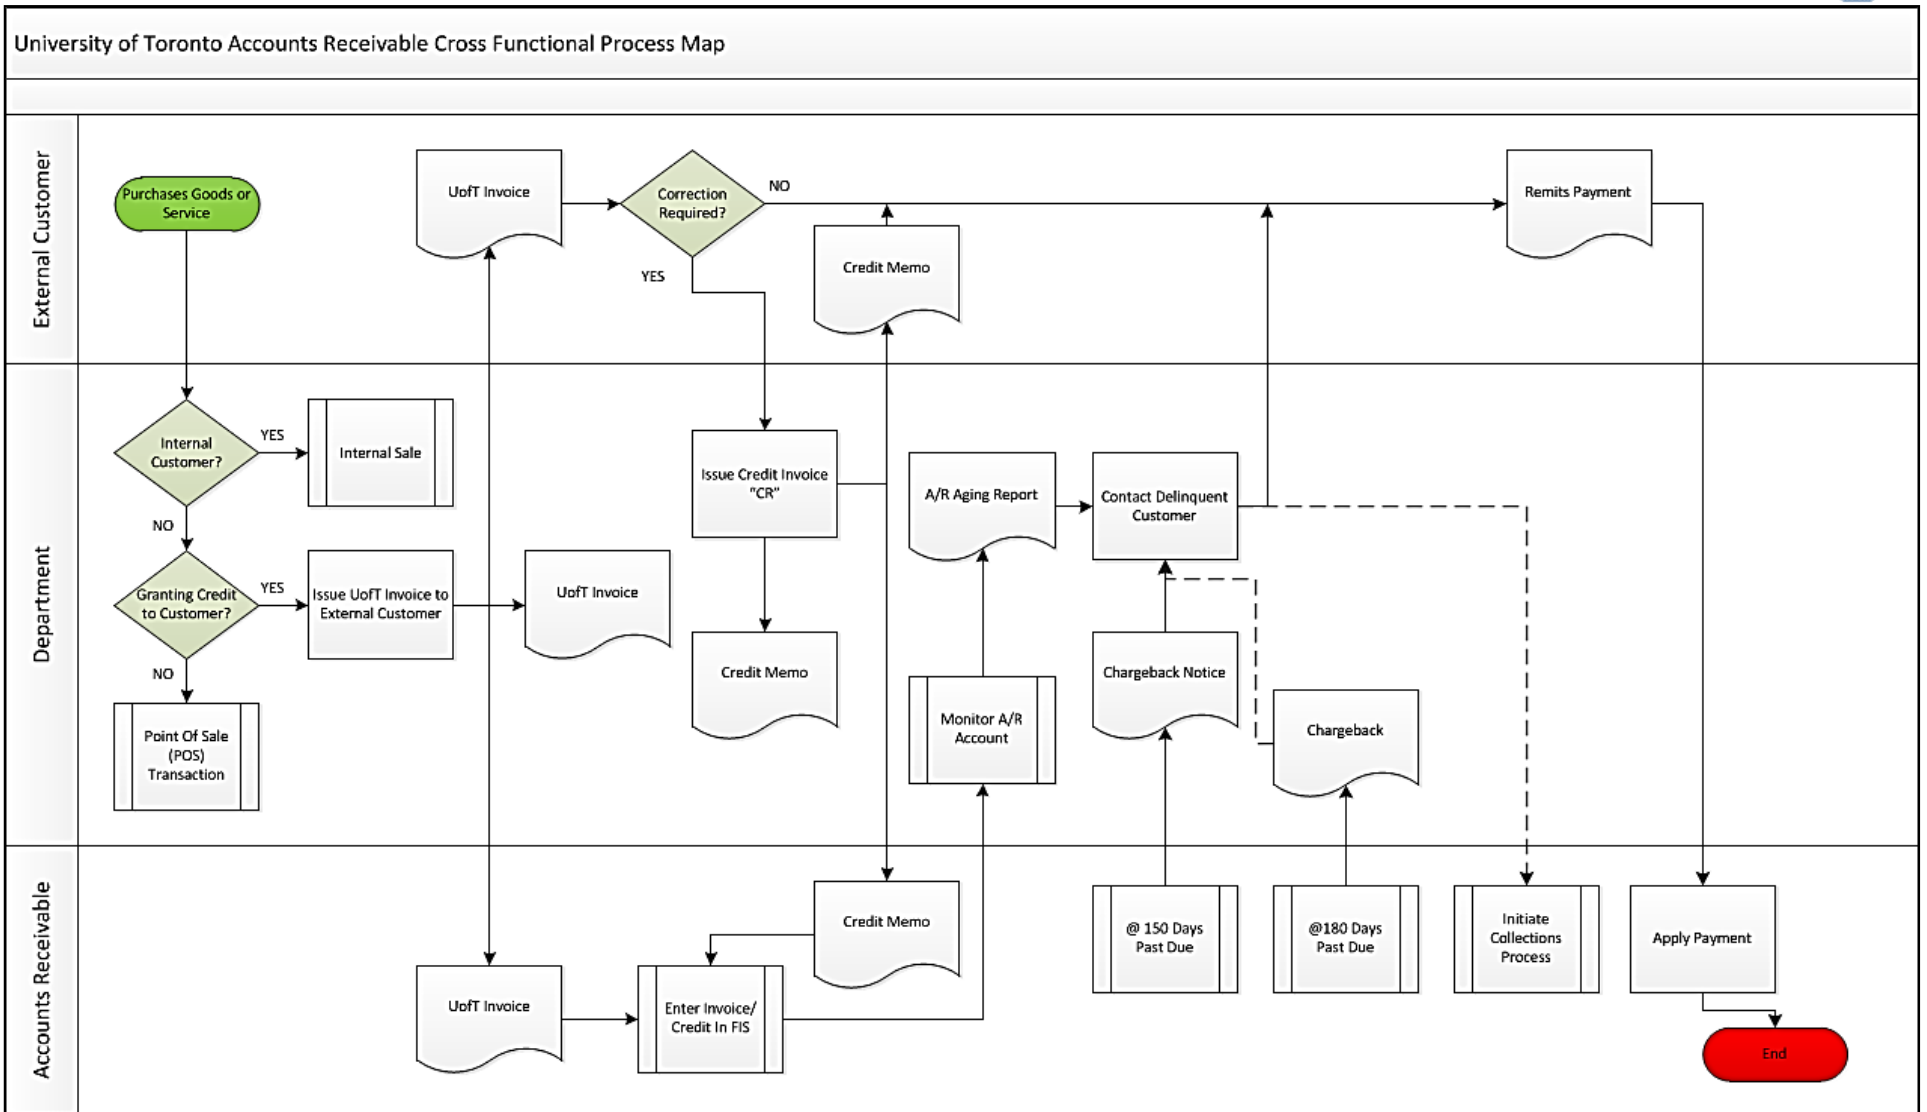 University of Toronto Accounts Receivable Cross Functional Process Map
External Customer
Purchases Goods or
Service
UofT Invoice
Correction
Required?
NO
YES
Credit Memo
Remits Payment
Department
Internal
Customer?
YES
Internal Sale
NO
Granting Credit
to Customer?
YES
Issue UofT Invoice to
External Customer
UofT Invoice
NO
Point Of Sale
(POS)
Transaction
Issue Credit Invoice
"CR"
Credit Memo
A/R Aging Report
Monitor A/R
Account
Contact Delinquent
Customer
Chargeback Notice
Chargeback
Accounts Receivable
UofT Invoice
Enter Invoice/
Credit In FIS
Credit Memo
@ 150 Days
Past Due
@180 Days
Past Due
Initiate
Collections
Process
Apply Payment
End